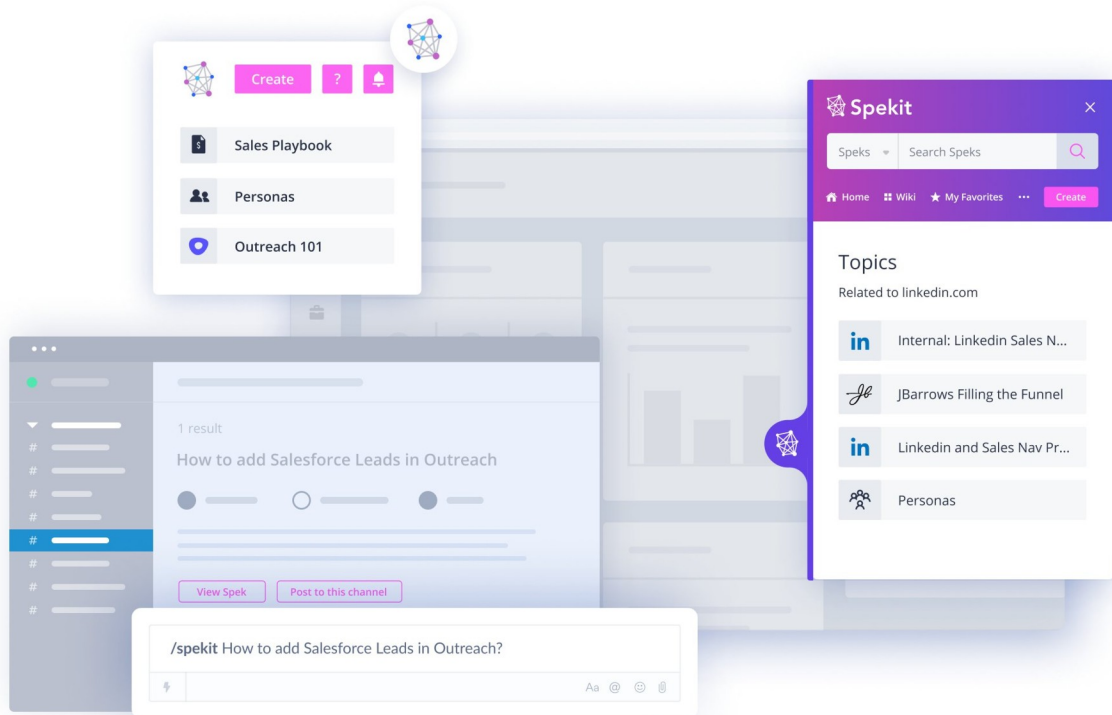 Create ?
Sales Playbook
Personas
Outreach 101
1 result
How to add Salesforce Leads in Outreach
#
#
#
#
#
#
#
#
View Spek Post to this channel
/spekit How to add Salesforce Leads in Outreach?
Aa @
Spekit ×
Speks Search Speks
Home Wiki My Favorites ··· Create
Topics
Related to linkedin.com
in Internal: Linkedin Sales N...
JB JBarrows Filling the Funnel
in Linkedin and Sales Nav Pr...
Personas